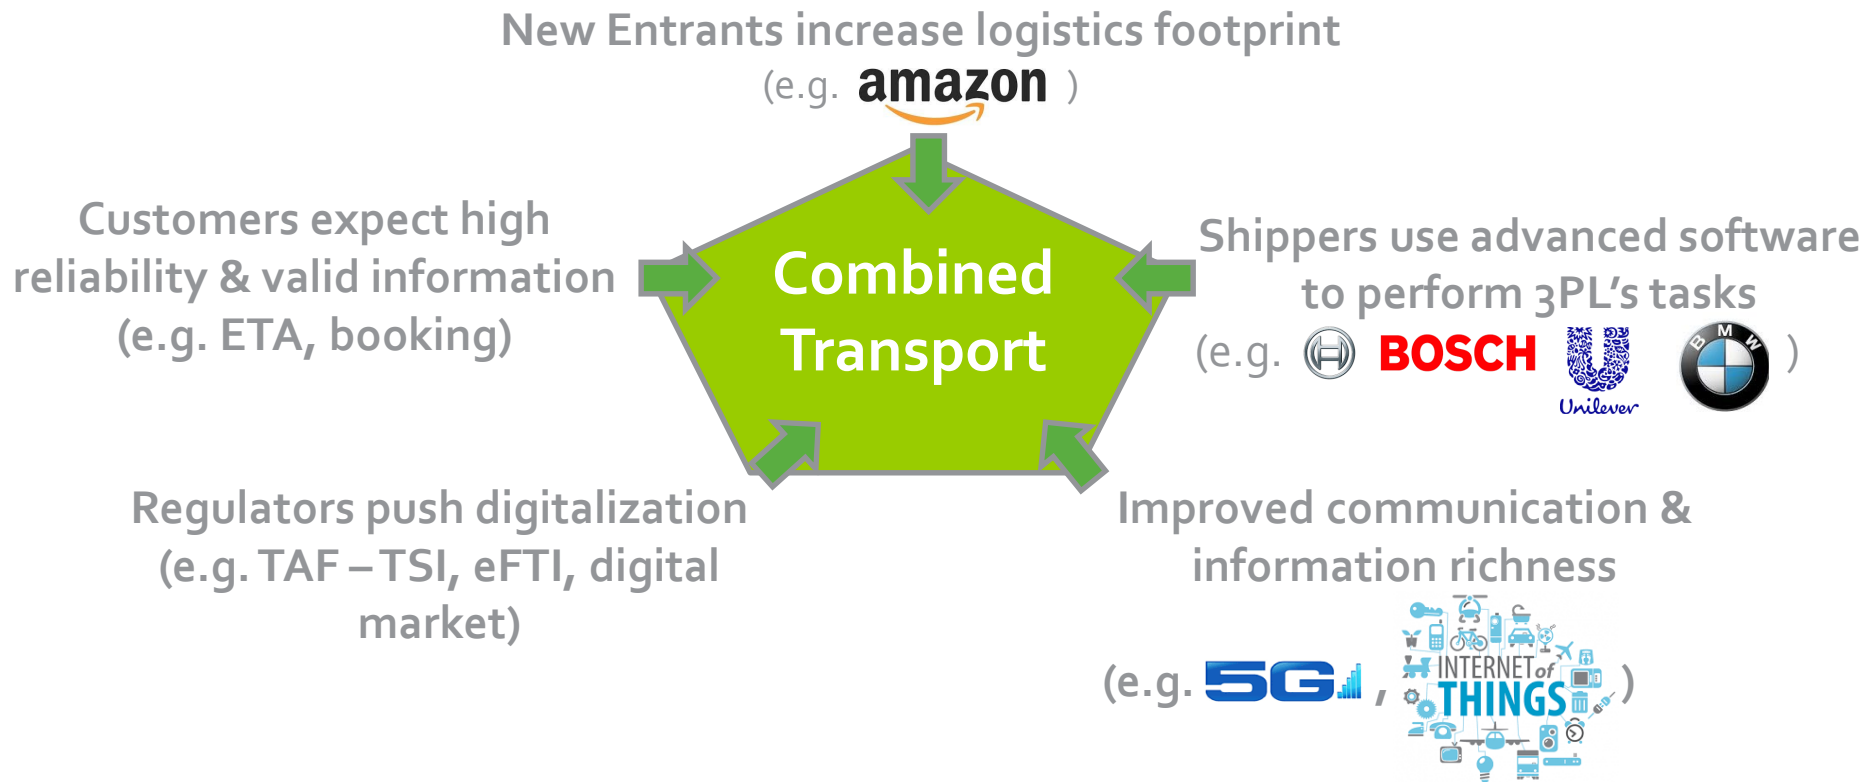 New Entrants increase logistics footprint
(e.g. amazon )
Customers expect high
reliability & valid information
(e.g. ETA, booking)
Combined
Transport
Shippers use advanced software
to perform 3PL’s tasks
(e.g. BOSCH Unilever BMW )
Regulators push digitalization
(e.g. TAF – TSI, eFTI, digital
market)
Improved communication &
information richness
(e.g. 5G , INTERNET of
THINGS )